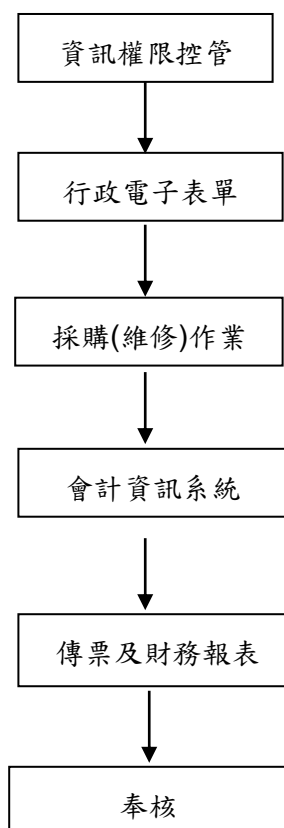 資訊權限控管
行政電子表單
採購(維修)作業
會計資訊系統
傳票及財務報表
奉核